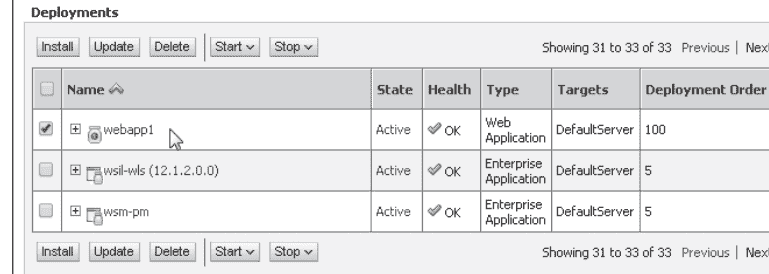 Deployments
Install Update Delete Start Stop Showing 31 to 33 of 33 Previous | Next
Name State Health Type Targets Deployment Order
webapp1 Active OK Web Application DefaultServer 100
wsil-wls (12.1.2.0.0) Active OK Enterprise Application DefaultServer 5
wsm-pm Active OK Enterprise Application DefaultServer 5
Install Update Delete Start Stop Showing 31 to 33 of 33 Previous | Next